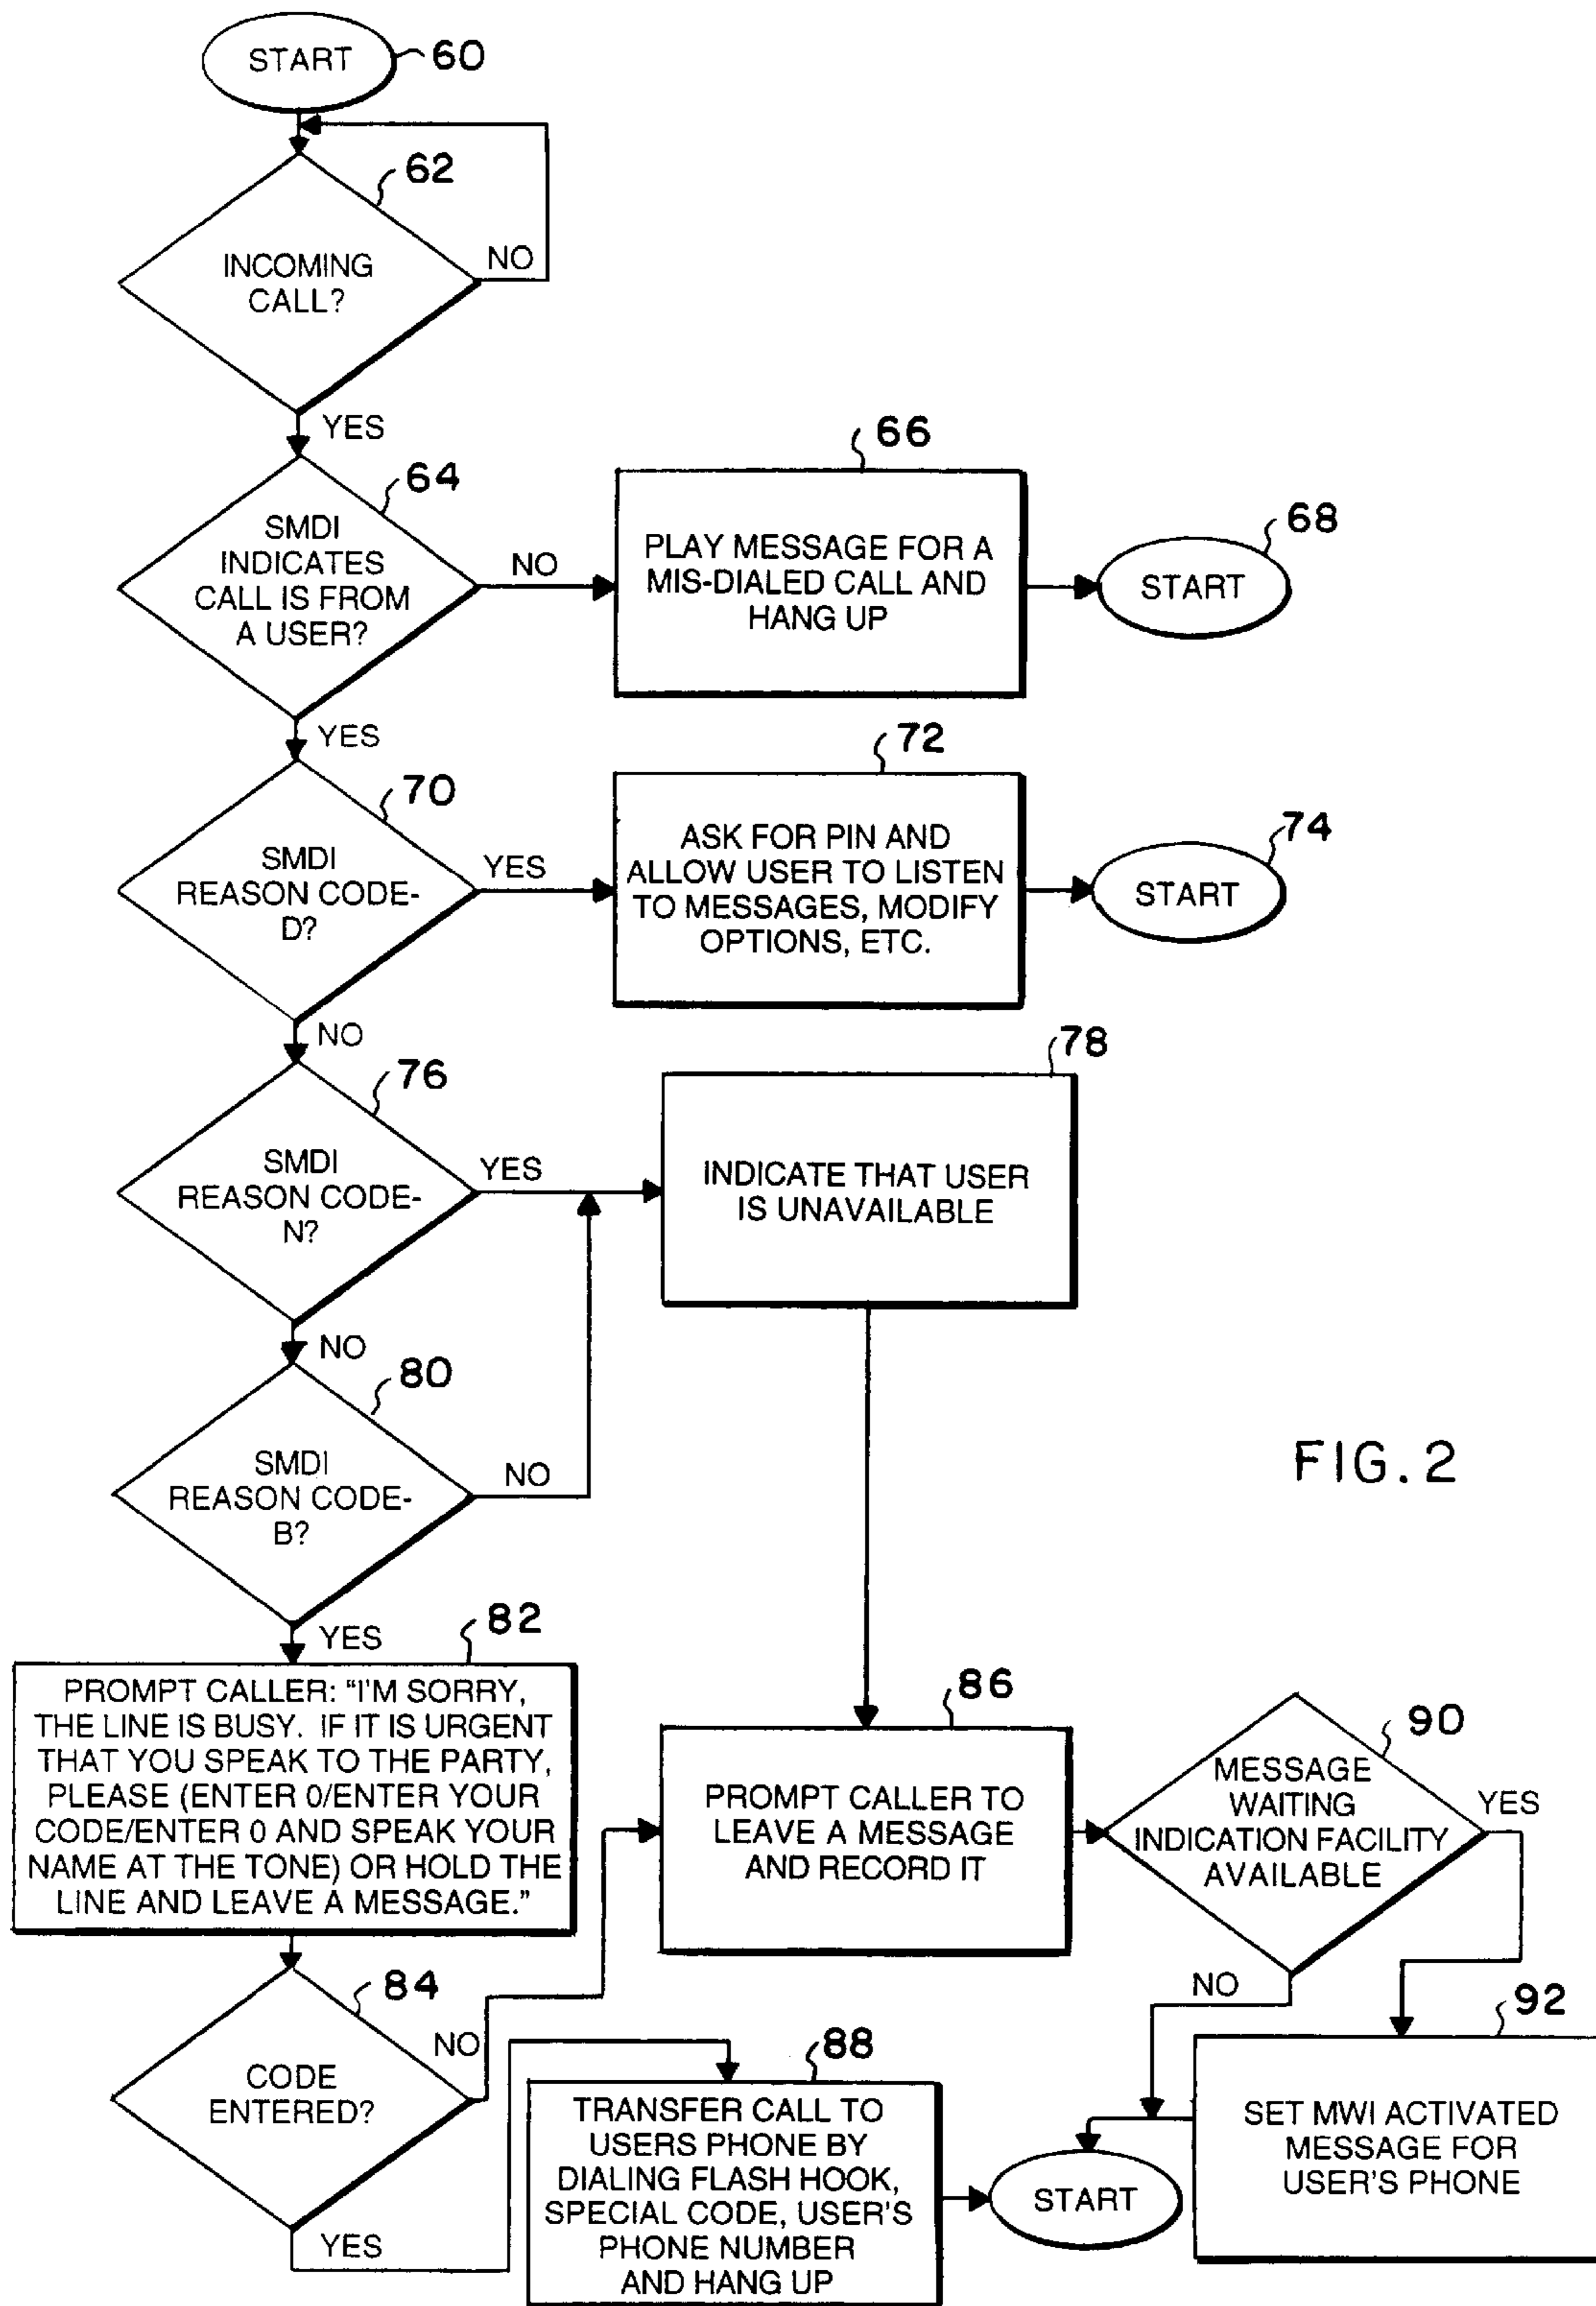 START
60
62
INCOMING
CALL?
NO
YES
64
SMDI
INDICATES
CALL IS FROM
A USER?
NO
66
PLAY MESSAGE FOR A
MIS-DIALED CALL AND
HANG UP
68
START
YES
70
SMDI
REASON CODE-
D?
YES
72
ASK FOR PIN AND
ALLOW USER TO LISTEN
TO MESSAGES, MODIFY
OPTIONS, ETC.
74
START
NO
76
SMDI
REASON CODE-
N?
YES
78
INDICATE THAT USER
IS UNAVAILABLE
NO
80
SMDI
REASON CODE-
B?
NO
FIG. 2
YES
82
PROMPT CALLER: "I'M SORRY,
THE LINE IS BUSY. IF IT IS URGENT
THAT YOU SPEAK TO THE PARTY,
PLEASE (ENTER 0/ENTER YOUR
CODE/ENTER 0 AND SPEAK YOUR
NAME AT THE TONE) OR HOLD THE
LINE AND LEAVE A MESSAGE."
86
PROMPT CALLER TO
LEAVE A MESSAGE
AND RECORD IT
90
MESSAGE
WAITING
INDICATION FACILITY
AVAILABLE
YES
NO
84
CODE
ENTERED?
NO
YES
88
TRANSFER CALL TO
USERS PHONE BY
DIALING FLASH HOOK,
SPECIAL CODE, USER'S
PHONE NUMBER
AND HANG UP
START
92
SET MWI ACTIVATED
MESSAGE FOR
USER'S PHONE